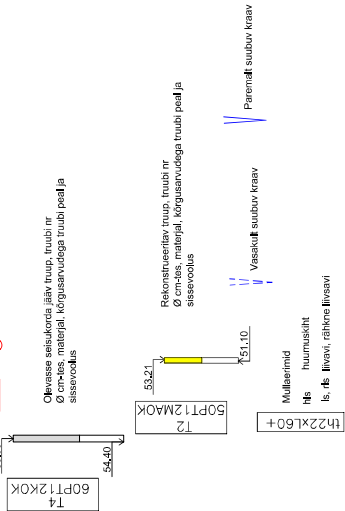 Olevasse seisukorda jääv truup, truubi nr
Ø cm-tes, materjal, kõrgusarvudega truubi peal ja
sissevoolus
54.40
T4
60PT12KOK
Rekonstrueeritav truup, truubi nr
Ø cm-tes, materjal, kõrgusarvudega truubi peal ja
sissevoolus
53.21
51.10
T2
50PT12MAOK
Paremalt suubuv kraav
Vasakult suubuv kraav
Mullaerimid
hls huumuskiht
ls, rls liivavi, rähkne liivsavi
th22xL60+